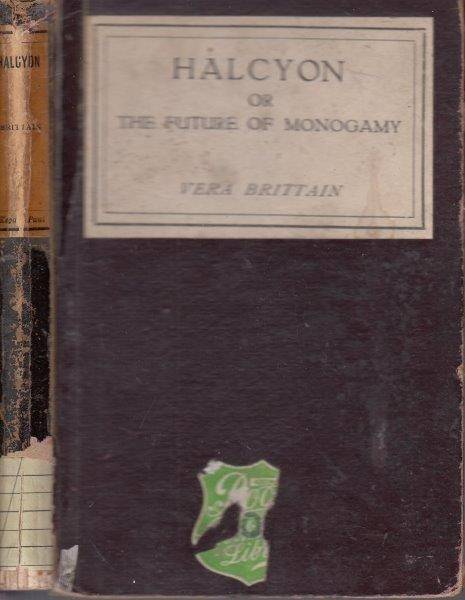 HALCYON
BRITTAIN
HALCYON
OR
THE FUTURE OF MONOGAMY
VERA BRITTAIN